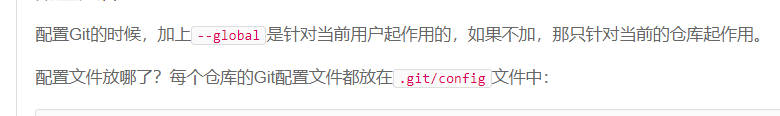 配置Git的时候，加上--global是针对当前用户起作用的，如果不加，那只针对当前的仓库起作用。
配置文件放哪了？每个仓库的Git配置文件都放在.git/config文件中：